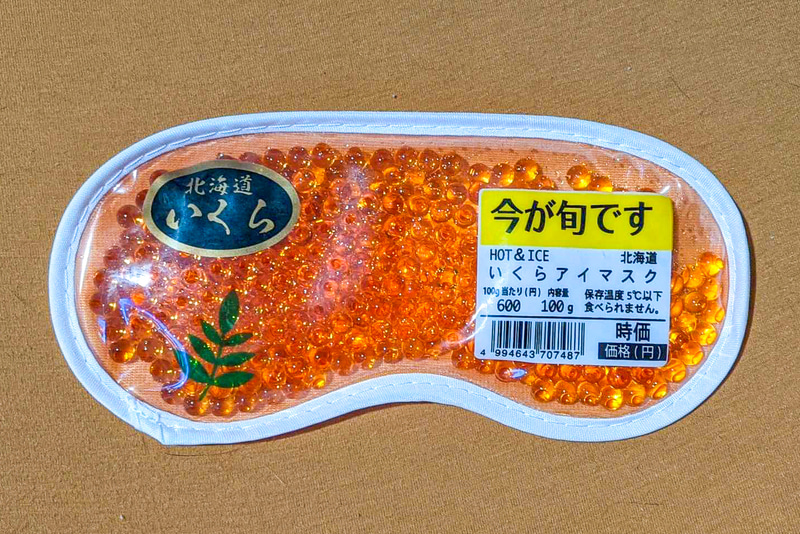 北海道
いくら
今が旬です
HOT&ICE 北海道
いくらアイマスク
100g当たり(円) 内容量 保存温度5℃以下
600 100g 食べられません。
時価
価格(円)
4 994643 707487